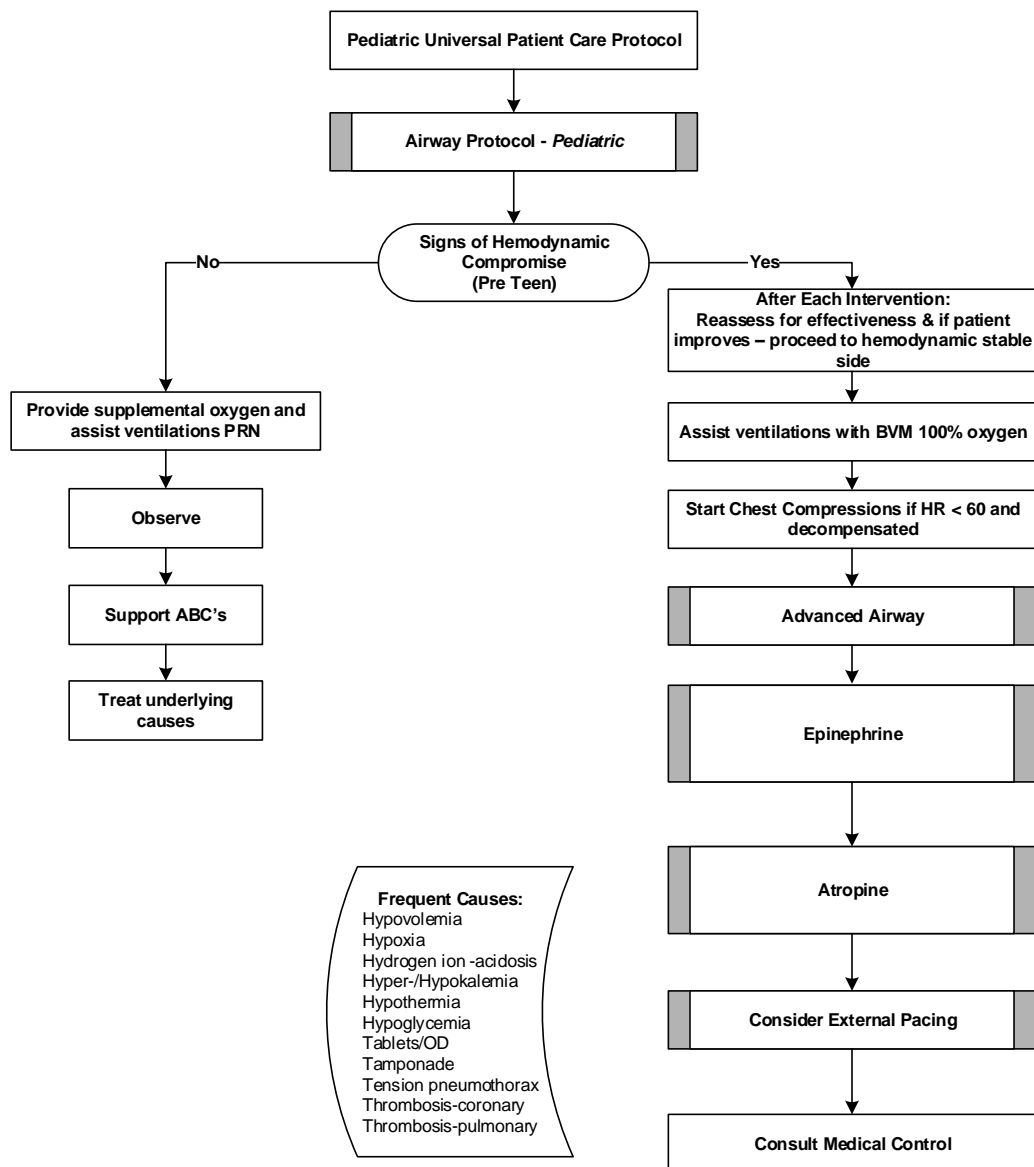 Pediatric Universal Patient Care Protocol
Airway Protocol - Pediatric
Signs of Hemodynamic
Compromise
(Pre Teen)
No
Yes
Provide supplemental oxygen and
assist ventilations PRN
Observe
Support ABC’s
Treat underlying
causes
After Each Intervention:
Reassess for effectiveness & if patient
improves – proceed to hemodynamic stable
side
Assist ventilations with BVM 100% oxygen
Start Chest Compressions if HR < 60 and
decompensated
Advanced Airway
Epinephrine
Atropine
Consider External Pacing
Consult Medical Control
Frequent Causes:
Hypovolemia
Hypoxia
Hydrogen ion -acidosis
Hyper-/Hypokalemia
Hypothermia
Hypoglycemia
Tablets/OD
Tamponade
Tension pneumothorax
Thrombosis-coronary
Thrombosis-pulmonary